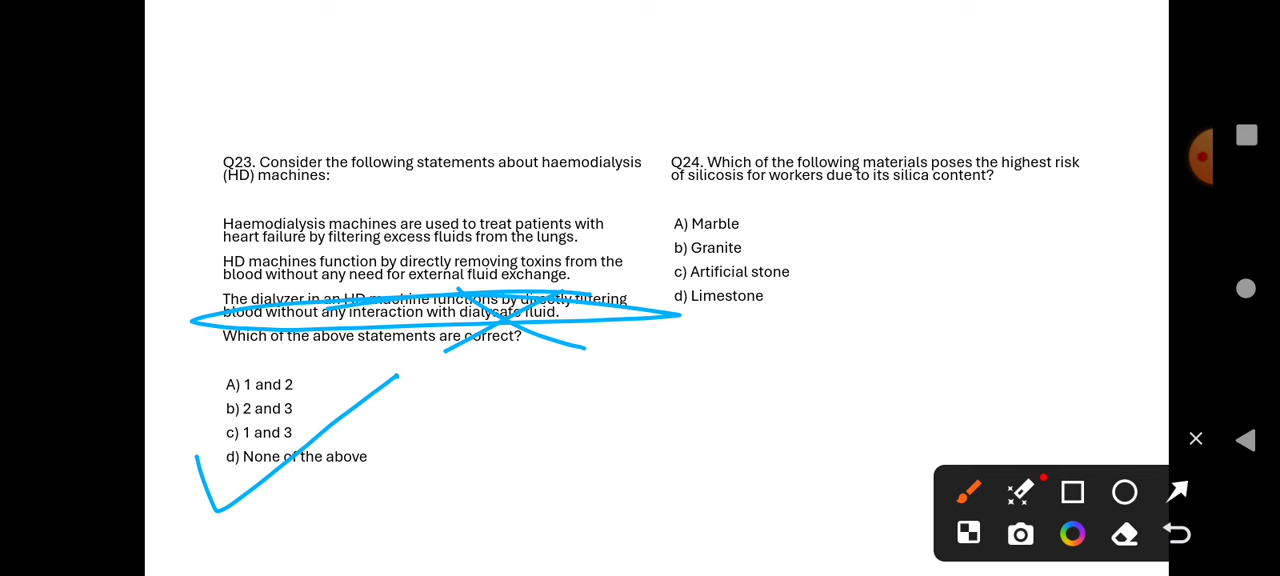 Q23. Consider the following statements about haemodialysis
(HD) machines:
Haemodialysis machines are used to treat patients with
heart failure by filtering excess fluids from the lungs.
HD machines function by directly removing toxins from the
blood without any need for external fluid exchange.
The dialyzer in an HD machine functions by directly filtering
blood without any interaction with dialysate fluid.
Which of the above statements are correct?
A) 1 and 2
b) 2 and 3
c) 1 and 3
d) None of the above
Q24. Which of the following materials poses the highest risk
of silicosis for workers due to its silica content?
A) Marble
b) Granite
c) Artificial stone
d) Limestone